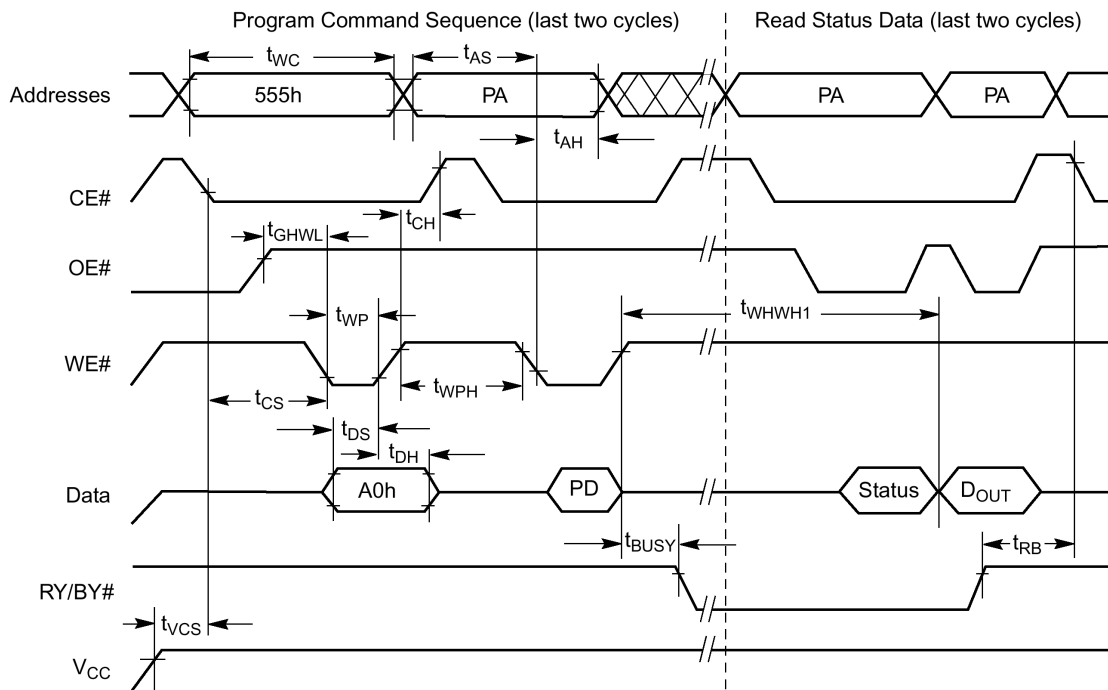 Program Command Sequence (last two cycles) Read Status Data (last two cycles)
tWC tAS
Addresses 555h PA PA PA
tAH
CE#
tCH
tGHWL
OE#
tWP tWHWH1
WE#
tCS tWPH
tDS
tDH
Data A0h PD Status DOUT
tBUSY tRB
RY/BY#
tVCS
VCC